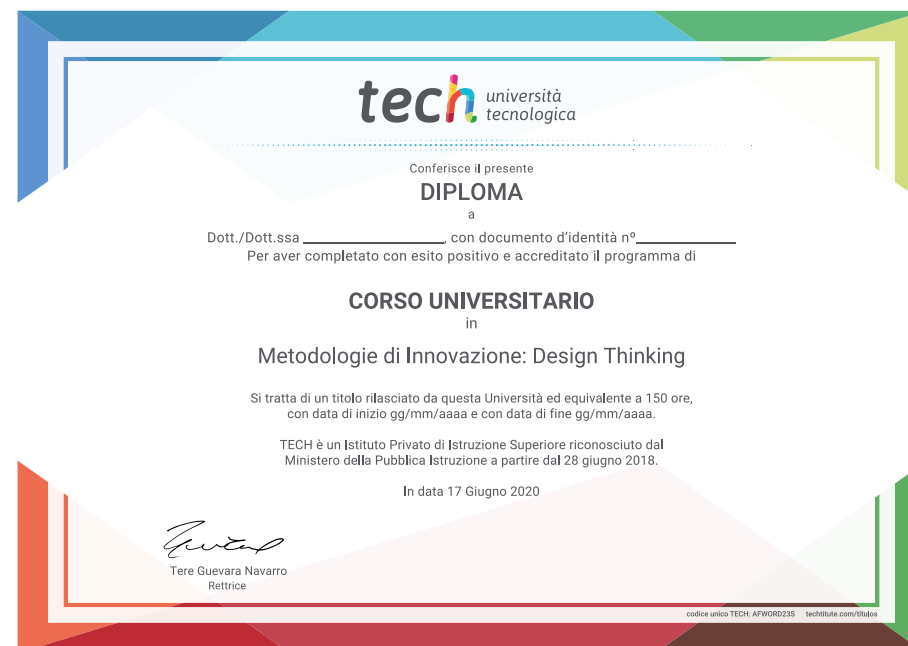 tech università
tecnologica
Conferisce il presente
DIPLOMA
a
Dott./Dott.ssa ____________________, con documento d'identità nº______________
Per aver completato con esito positivo e accreditato il programma di
CORSO UNIVERSITARIO
in
Metodologie di Innovazione: Design Thinking
Si tratta di un titolo rilasciato da questa Università ed equivalente a 150 ore,
con data di inizio gg/mm/aaaa e con data di fine gg/mm/aaaa.
TECH è un Istituto Privato di Istruzione Superiore riconosciuto dal
Ministero della Pubblica Istruzione a partire dal 28 giugno 2018.
In data 17 Giugno 2020
Tere Guevara Navarro
Rettrice
codice unico TECH: AFWORD23S techtitute.com/titulos